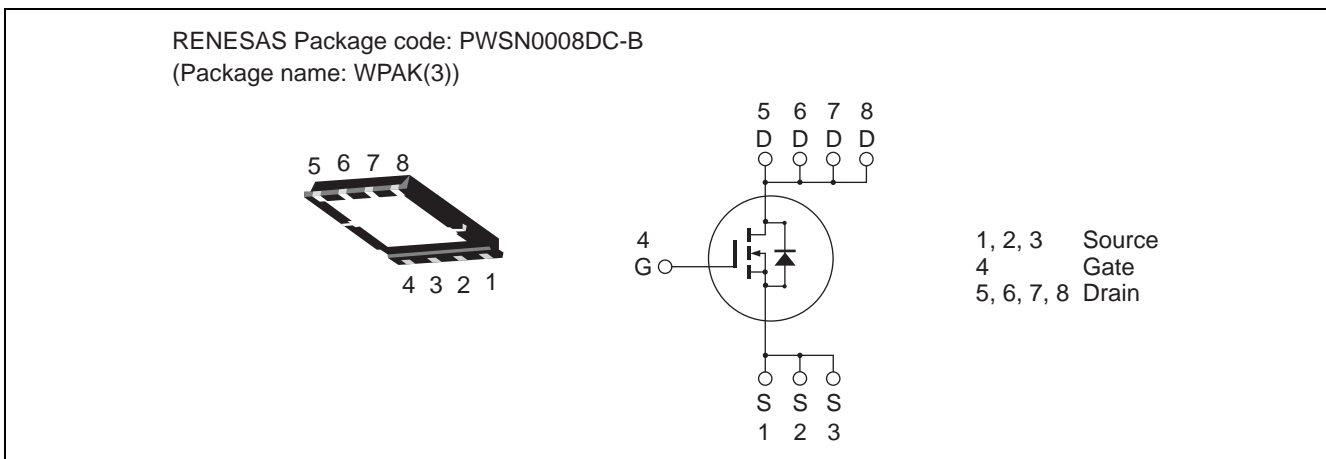 RENESAS Package code: PWSN0008DC-B
(Package name: WPAK(3))
5 6 7 8
4 3 2 1
5 6 7 8
D D D D
4
G
S S S
1 2 3
1, 2, 3 Source
4 Gate
5, 6, 7, 8 Drain